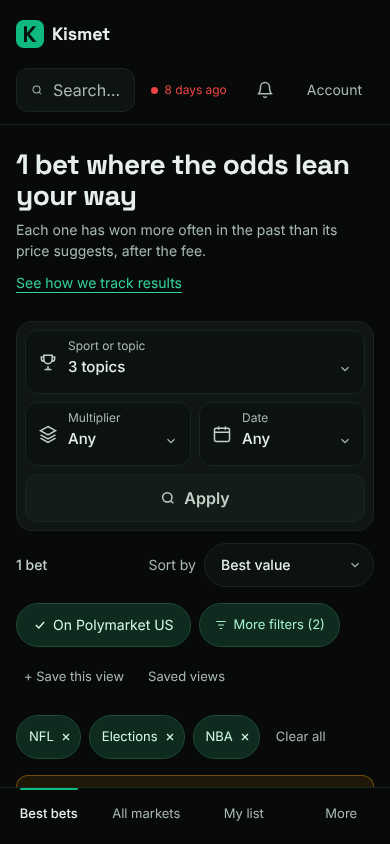 Kismet
Search...
8 days ago
Account
1 bet where the odds lean
your way
Each one has won more often in the past than its
price suggests, after the fee.
See how we track results
Sport or topic
3 topics
Multiplier
Any
Date
Any
Apply
1 bet
Sort by
Best value
On Polymarket US
More filters (2)
+ Save this view
Saved views
NFL ×
Elections ×
NBA ×
Clear all
Best bets
All markets
My list
More